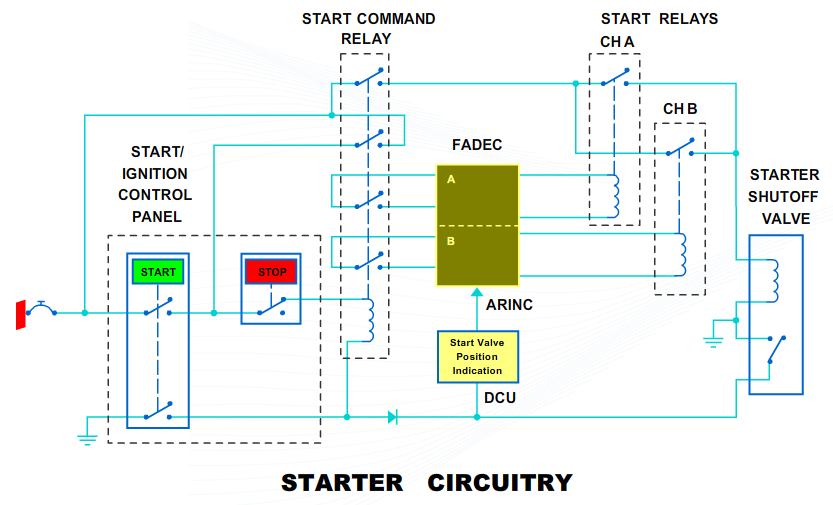 START COMMAND
RELAY
START RELAYS
CH A
CH B
START/
IGNITION
CONTROL
PANEL
FADEC
A
B
STARTER
SHUTOFF
VALVE
START
STOP
ARINC
Start Valve
Position
Indication
DCU
STARTER CIRCUITRY